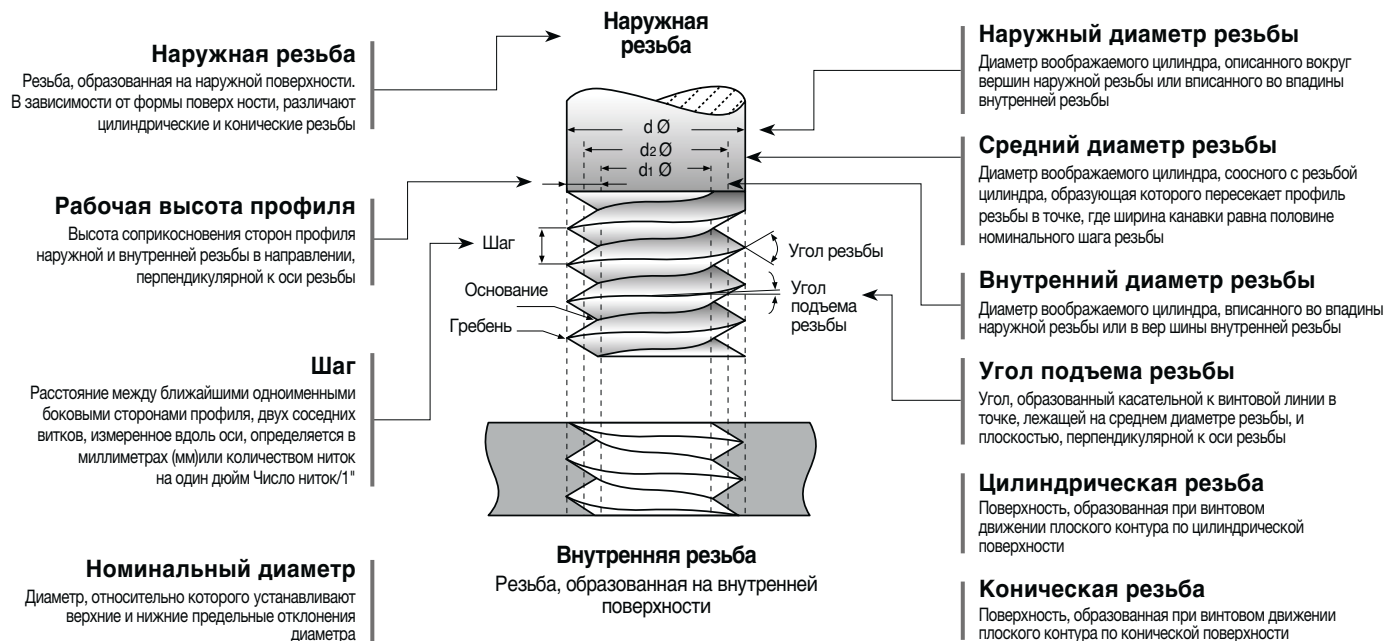 Наружная резьба
Резьба, образованная на наружной поверхности.
В зависимости от формы поверх ности, различают
цилиндрические и конические резьбы
Рабочая высота профиля
Высота соприкосновения сторон профиля
наружной и внутренней резьбы в направлении,
перпендикулярной к оси резьбы
Шаг
Расстояние между ближайшими одноименными
боковыми сторонами профиля, двух соседних
витков, измеренное вдоль оси, определяется в
миллиметрах (мм)или количеством ниток
на один дюйм Число ниток/1"
Номинальный диаметр
Диаметр, относительно которого устанавливают
верхние и нижние предельные отклонения
диаметра
Наружная
резьба
d Ø
d2 Ø
d1 Ø
Шаг
Угол резьбы
Основание
Угол
подъема
резьбы
Гребень
Внутренняя резьба
Резьба, образованная на внутренней
поверхности
Наружный диаметр резьбы
Диаметр воображаемого цилиндра, описанного вокруг
вершин наружной резьбы или вписанного во впадины
внутренней резьбы
Средний диаметр резьбы
Диаметр воображаемого цилиндра, соосного с резьбой
цилиндра, образующая которого пересекает профиль
резьбы в точке, где ширина канавки равна половине
номинального шага резьбы
Внутренний диаметр резьбы
Диаметр воображаемого цилиндра, вписанного во впадины
наружной резьбы или в вер шины внутренней резьбы
Угол подъема резьбы
Угол, образованный касательной к винтовой линии в
точке, лежащей на среднем диаметре резьбы, и
плоскостью, перпендикулярной к оси резьбы
Цилиндрическая резьба
Поверхность, образованная при винтовом
движении плоского контура по цилиндрической
поверхности
Коническая резьба
Поверхность, образованная при винтовом движении
плоского контура по конической поверхности